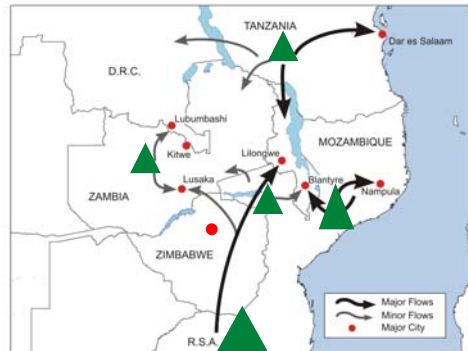 TANZANIA
Dar es Salaam
D.R.C.
Lubumbashi
MOZAMBIQUE
Kitwe
Lilongwe
Lusaka
Blantyre
Nampula
ZAMBIA
ZIMBABWE
R.S.A.
Major Flows
Minor Flows
Major City